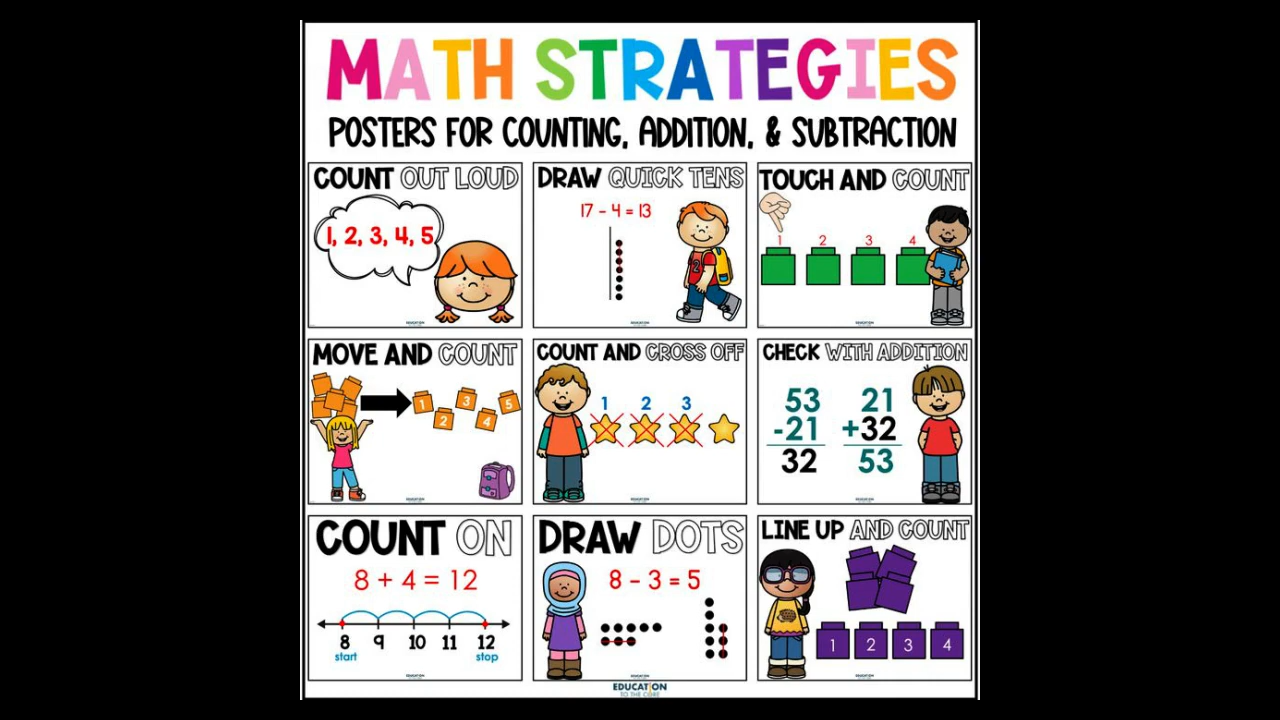 MATH STRATEGIES
POSTERS FOR COUNTING, ADDITION, & SUBTRACTION
COUNT OUT LOUD
1, 2, 3, 4, 5
DRAW QUICK TENS
17 - 4 = 13
2
TOUCH AND COUNT
1 2 3 4
MOVE AND COUNT
1 2 3 4 5
COUNT AND CROSS OFF
1 2 3
CHECK WITH ADDITION
53 21
-21 +32
32 53
COUNT ON
8 + 4 = 12
8 9 10 11 12
start stop
DRAW DOTS
8 - 3 = 5
LINE UP AND COUNT
1 2 3 4
EDUCATION
TO THE CORE